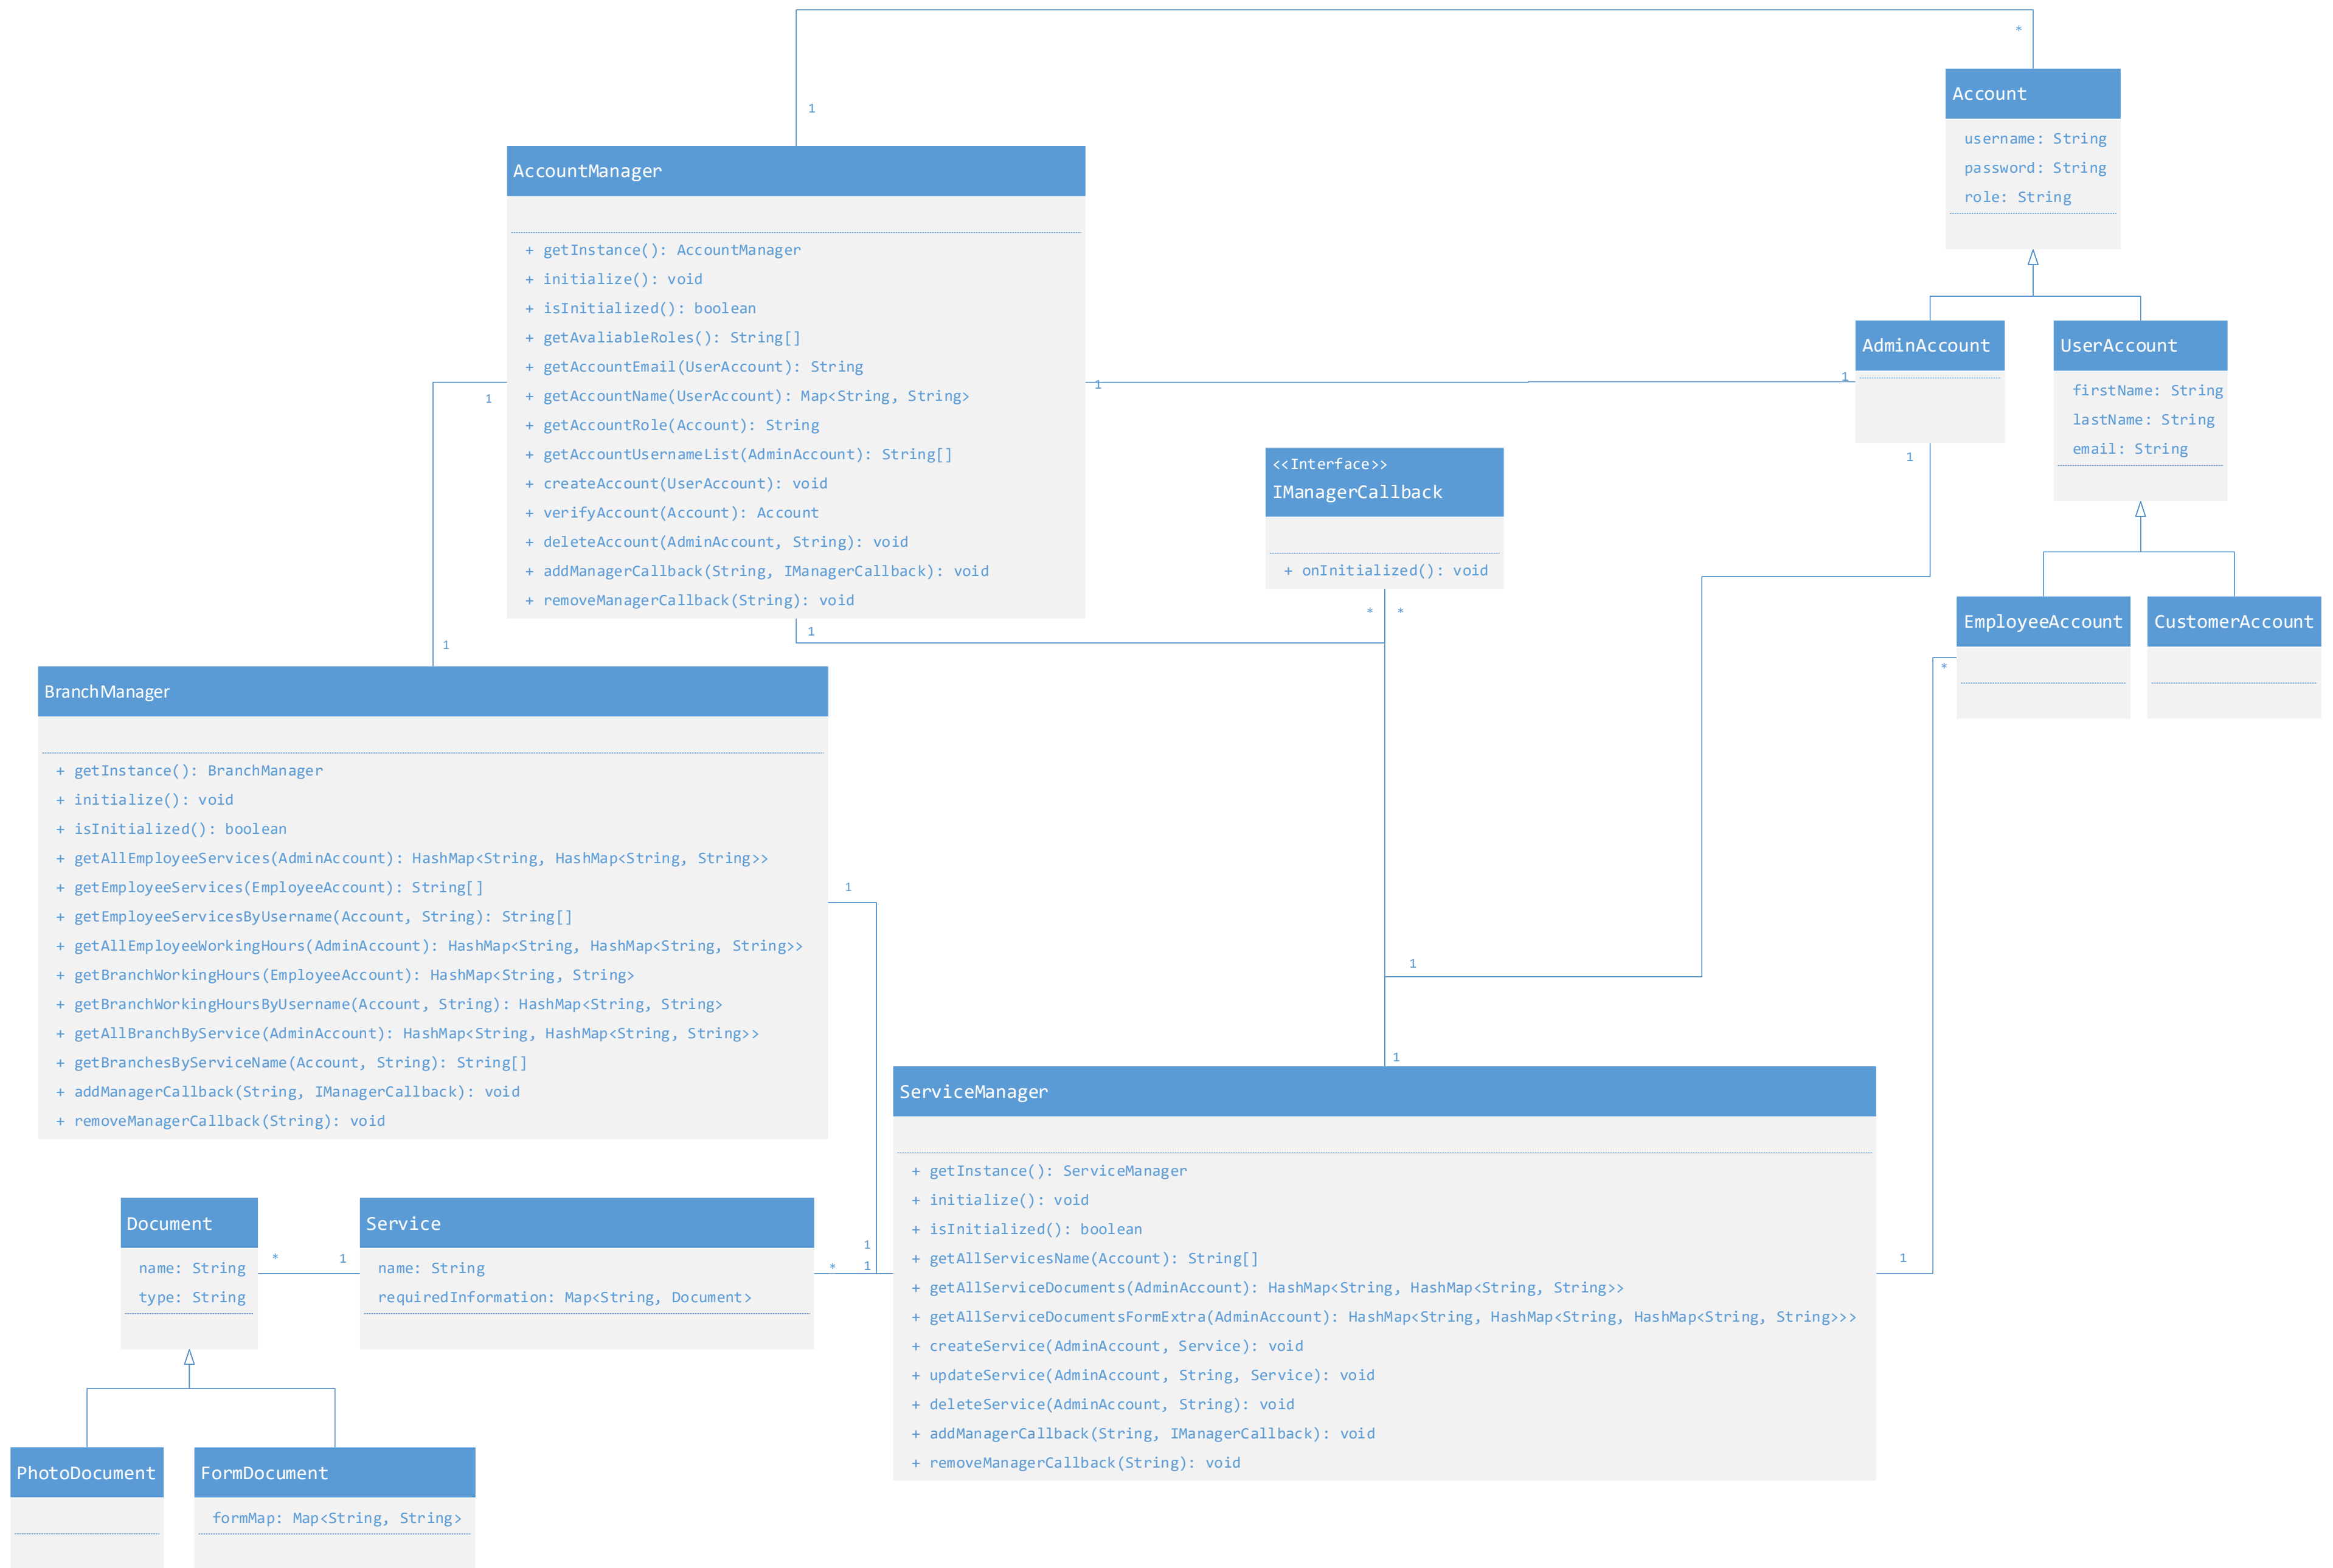 *
1
Account
username: String
password: String
role: String
AccountManager
+ getInstance(): AccountManager
+ initialize(): void
+ isInitialized(): boolean
+ getAvaliableRoles(): String[]
+ getAccountEmail(UserAccount): String
+ getAccountName(UserAccount): Map<String, String>
+ getAccountRole(Account): String
+ getAccountUsernameList(AdminAccount): String[]
+ createAccount(UserAccount): void
+ verifyAccount(Account): Account
+ deleteAccount(AdminAccount, String): void
+ addManagerCallback(String, IManagerCallback): void
+ removeManagerCallback(String): void
1
1
1
1
AdminAccount
1
UserAccount
firstName: String
lastName: String
email: String
<<Interface>>
IManagerCallback
+ onInitialized(): void
* *
1
EmployeeAccount
CustomerAccount
*
BranchManager
+ getInstance(): BranchManager
+ initialize(): void
+ isInitialized(): boolean
+ getAllEmployeeServices(AdminAccount): HashMap<String, HashMap<String, String>>
+ getEmployeeServices(EmployeeAccount): String[]
+ getEmployeeServicesByUsername(Account, String): String[]
+ getAllEmployeeWorkingHours(AdminAccount): HashMap<String, HashMap<String, String>>
+ getBranchWorkingHours(EmployeeAccount): HashMap<String, String>
+ getBranchWorkingHoursByUsername(Account, String): HashMap<String, String>
+ getAllBranchByService(AdminAccount): HashMap<String, HashMap<String, String>>
+ getBranchesByServiceName(Account, String): String[]
+ addManagerCallback(String, IManagerCallback): void
+ removeManagerCallback(String): void
1
1
1
ServiceManager
+ getInstance(): ServiceManager
+ initialize(): void
+ isInitialized(): boolean
+ getAllServicesName(Account): String[]
+ getAllServiceDocuments(AdminAccount): HashMap<String, HashMap<String, String>>
+ getAllServiceDocumentsFormExtra(AdminAccount): HashMap<String, HashMap<String, HashMap<String, String>>>
+ createService(AdminAccount, Service): void
+ updateService(AdminAccount, String, Service): void
+ deleteService(AdminAccount, String): void
+ addManagerCallback(String, IManagerCallback): void
+ removeManagerCallback(String): void
1
Document
name: String
type: String
* 1
Service
name: String
requiredInformation: Map<String, Document>
1
* 1
PhotoDocument
FormDocument
formMap: Map<String, String>